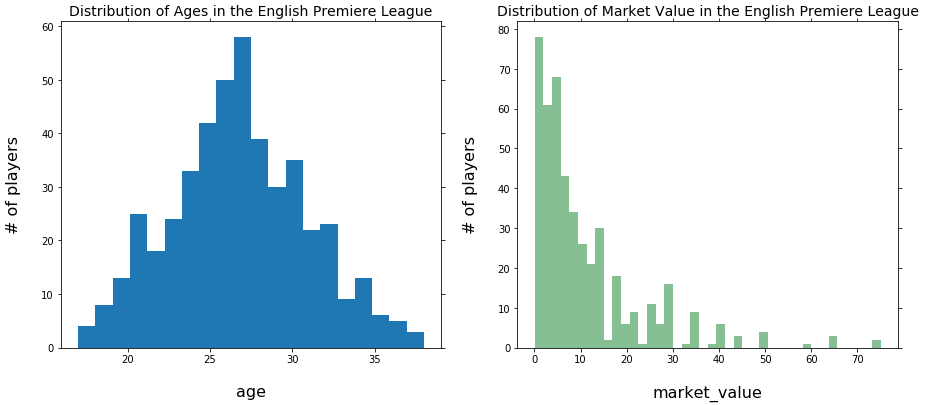 Distribution of Ages in the English Premiere League
60
50
40
30
20
10
0
# of players
20 25 30 35
age
Distribution of Market Value in the English Premiere League
80
70
60
50
40
30
20
10
0
# of players
0 10 20 30 40 50 60 70
market_value